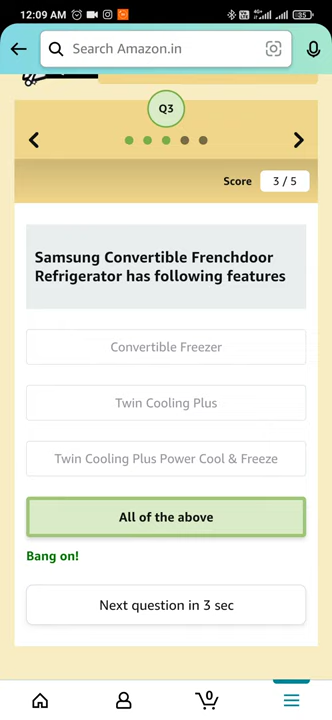 12:09 AM
4G+
35
Search Amazon.in
Q3
Score 3 / 5
Samsung Convertible Frenchdoor
Refrigerator has following features
Convertible Freezer
Twin Cooling Plus
Twin Cooling Plus Power Cool & Freeze
All of the above
Bang on!
Next question in 3 sec
0